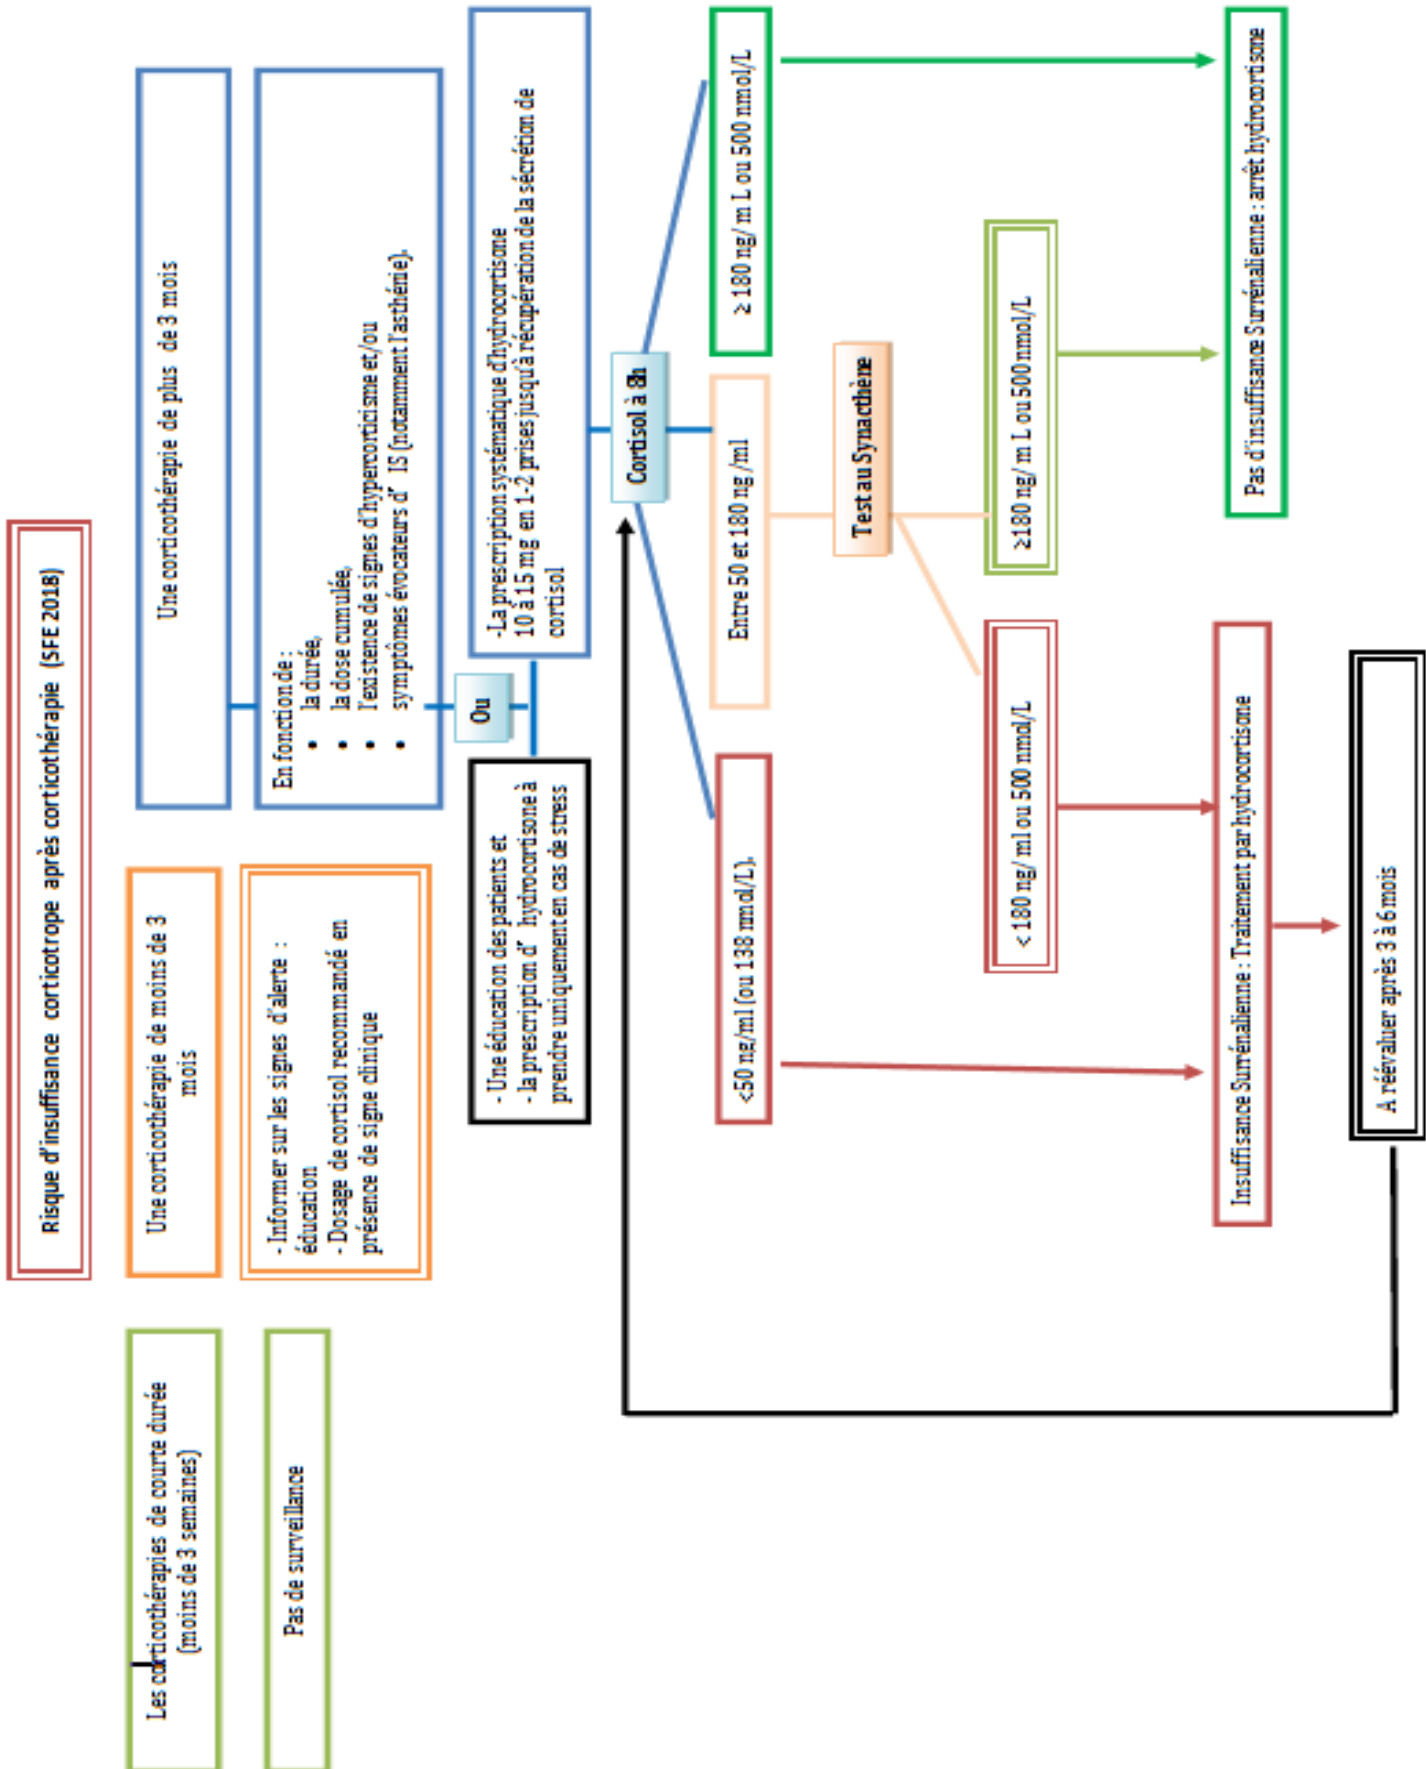 Risque d'insuffisance corticotrope après corticothérapie (SFE 2018)
Les corticothérapies de courte durée
(moins de 3 semaines)
Une corticothérapie de moins de 3
mois
Une corticothérapie de plus de 3 mois
Pas de surveillance
- Informer sur les signes d'alerte :
éducation
- Dosage de cortisol recommandé en
présence de signe clinique
En fonction de :
• la durée,
• la dose cumulée,
• l'existence de signes d'hypercorticisme et/ou
• symptômes évocateurs d' IS (notamment l'asthénie).
Ou
- Une éducation des patients et
- la prescription d' hydrocortisone à
prendre uniquement en cas de stress
-La prescription systématique d'hydrocortisone
10 à 15 mg en 1-2 prises jusqu'à récupération de la sécrétion de
cortisol
Cortisol à 8h
<50 ng/ml (ou 138 nmol/L).
Entre 50 et 180 ng /ml
≥ 180 ng/ m L ou 500 nmol/L
Test au Synacthène
< 180 ng/ ml ou 500 nmol/L
≥180 ng/ m L ou 500 nmol/L
Insuffisance Surrénalienne : Traitement par hydrocortisone
Pas d'insuffisance Surrénalienne : arrêt hydrocortisone
A réévaluer après 3 à 6 mois